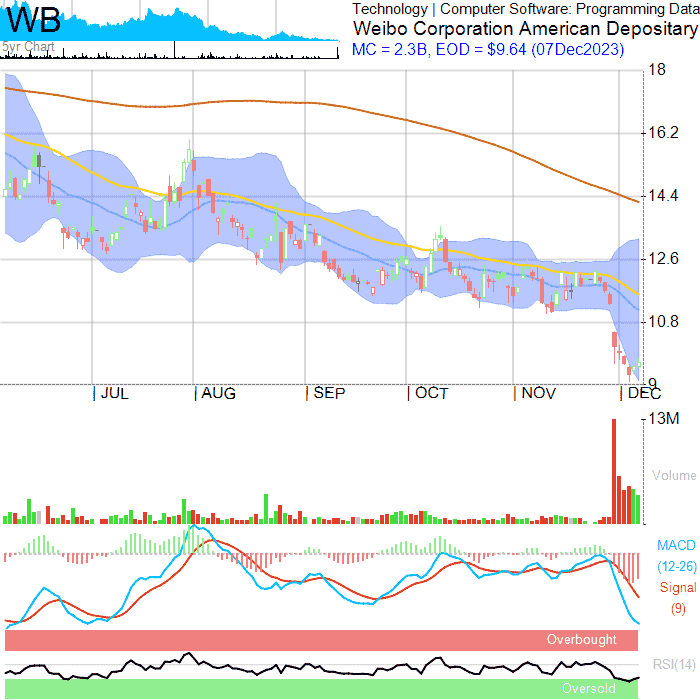 WB
5yr Chart
Technology | Computer Software: Programming Data
Weibo Corporation American Depositary
MC = 2.3B, EOD = $9.64 (07Dec2023)
18
16.2
14.4
12.6
10.8
9
JUL
AUG
SEP
OCT
NOV
DEC
13M
Volume
MACD
(12-26)
Signal
(9)
Overbought
RSI(14)
Oversold